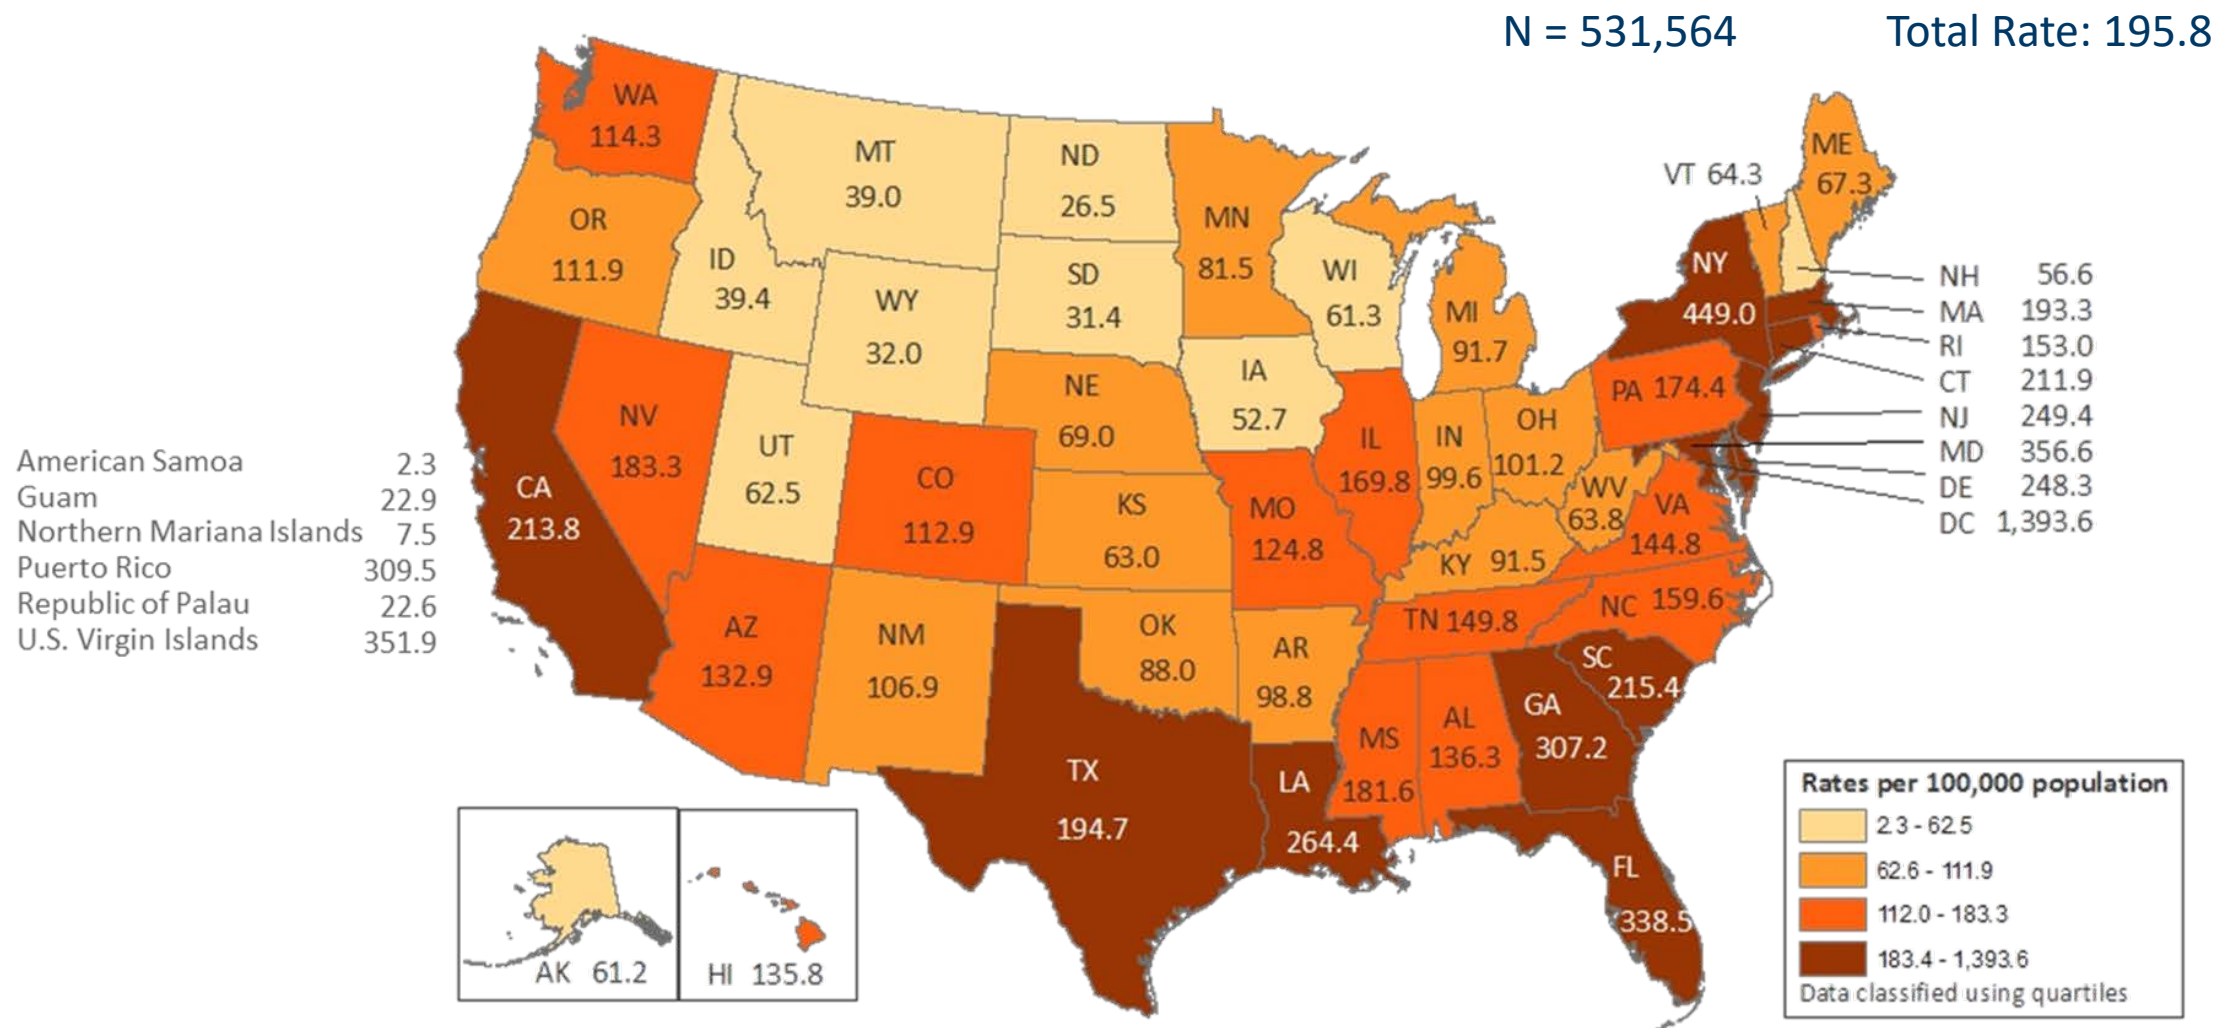 N = 531,564 Total Rate: 195.8
WA
114.3
MT
39.0
ND
26.5
MN
81.5
OR
111.9
ID
39.4
WY
32.0
SD
31.4
WI
61.3
MI
91.7
VT 64.3
ME
67.3
NY
449.0
NH 56.6
MA 193.3
RI 153.0
CT 211.9
NJ 249.4
MD 356.6
DE 248.3
DC 1,393.6
PA 174.4
NV
183.3
UT
62.5
CO
112.9
NE
69.0
IA
52.7
IL
169.8
IN
99.6
OH
101.2
WV
63.8
VA
144.8
CA
213.8
KS
63.0
MO
124.8
KY 91.5
American Samoa 2.3
Guam 22.9
Northern Mariana Islands 7.5
Puerto Rico 309.5
Republic of Palau 22.6
U.S. Virgin Islands 351.9
AZ
132.9
NM
106.9
OK
88.0
AR
98.8
TN 149.8
NC 159.6
SC
215.4
GA
307.2
AL
136.3
MS
181.6
LA
264.4
TX
194.7
FL
338.5
AK 61.2
HI 135.8
Rates per 100,000 population
2.3 - 62.5
62.6 - 111.9
112.0 - 183.3
183.4 - 1,393.6
Data classified using quartiles